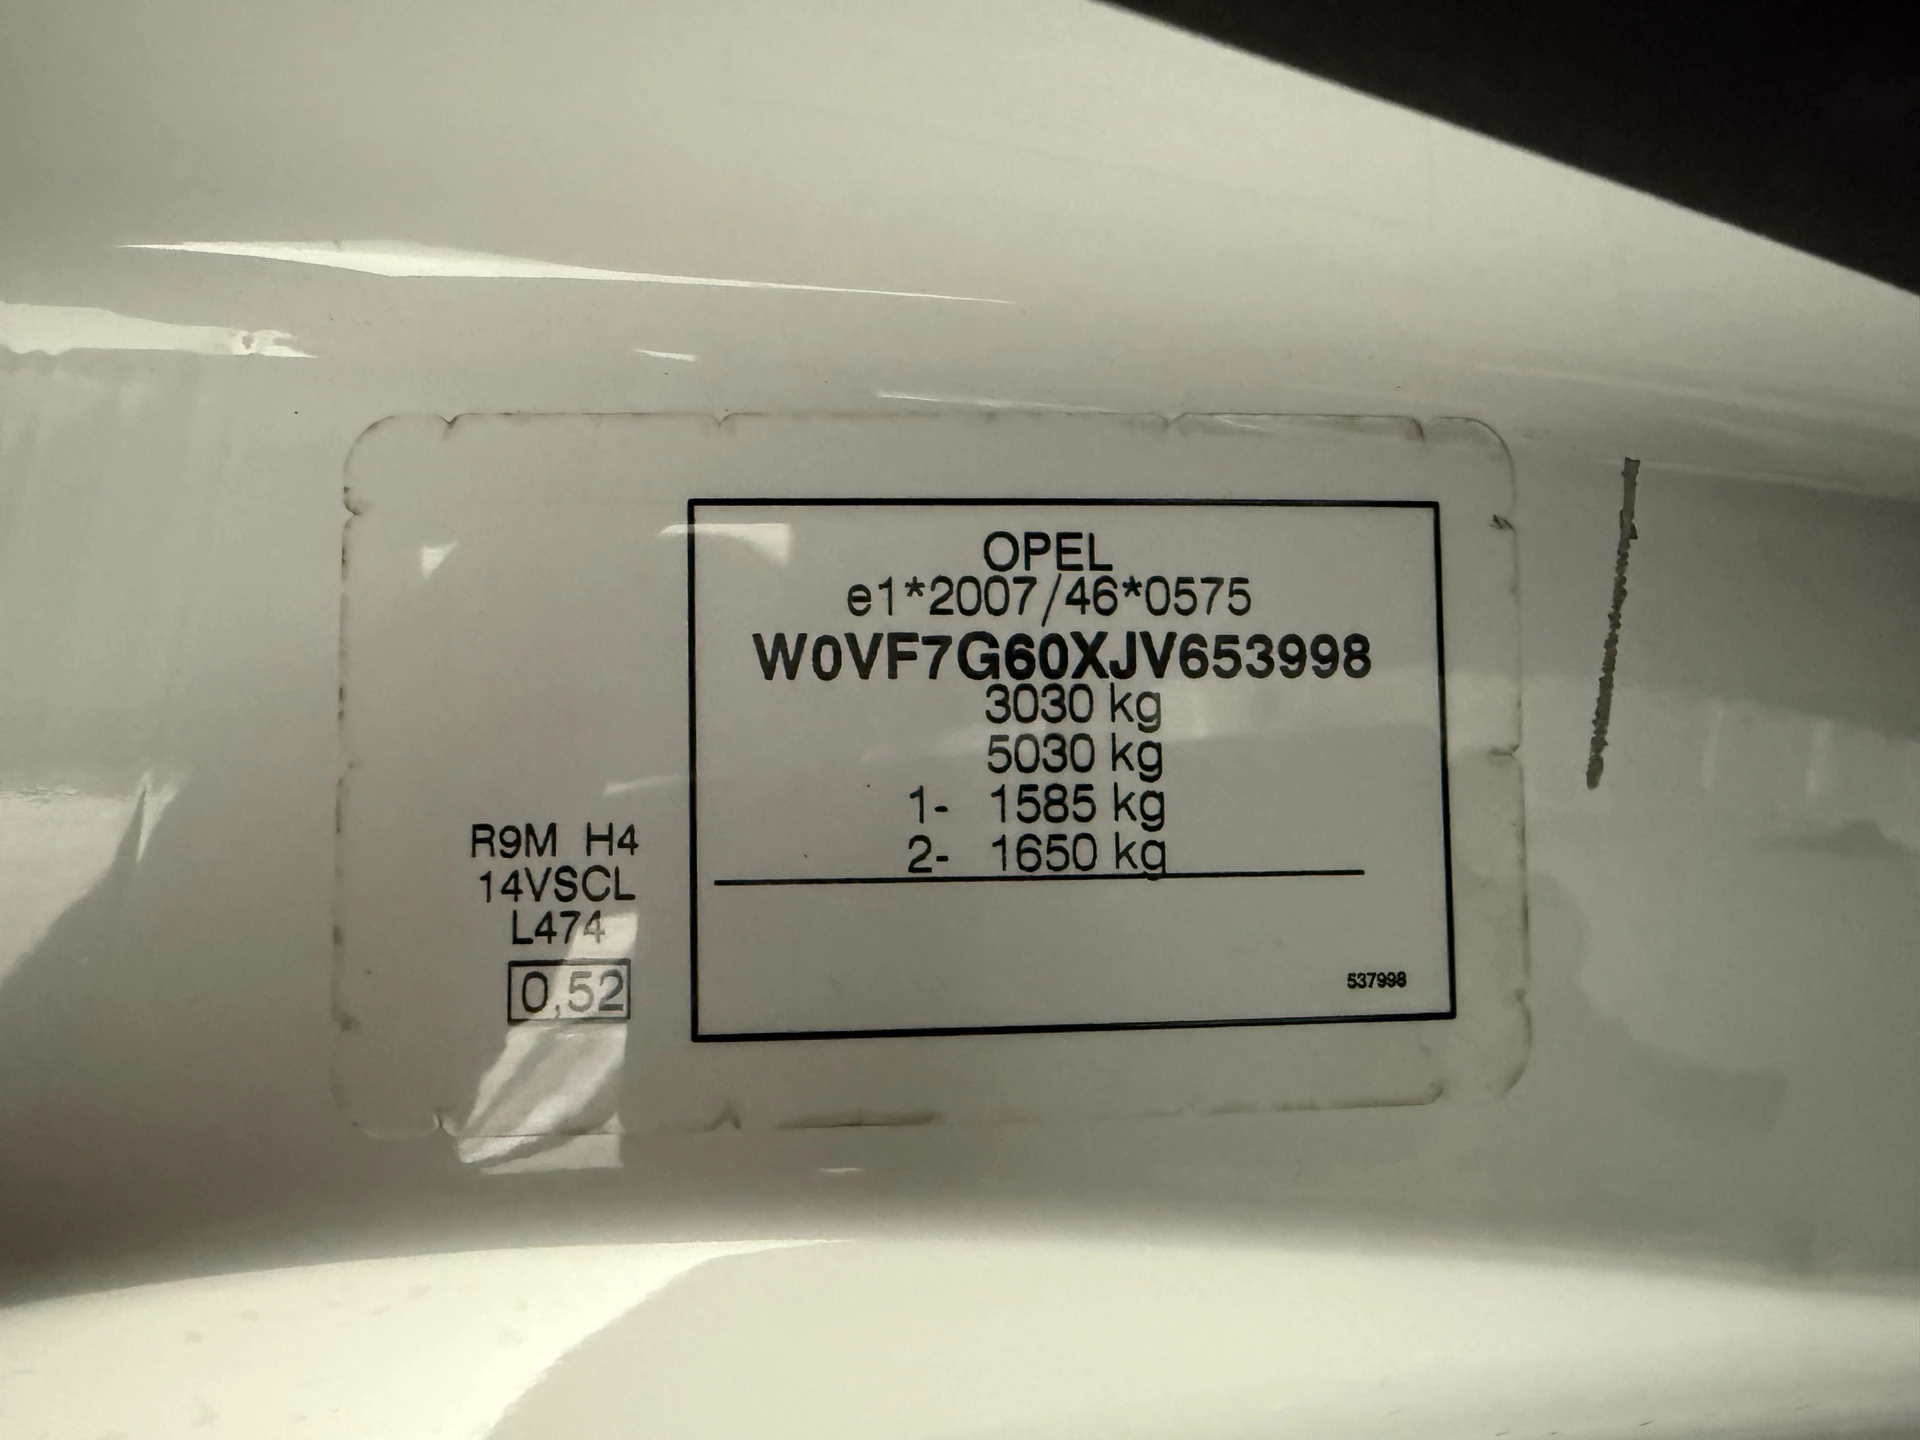 OPEL
e1*2007/46*0575
W0VF7G60XJV653998
3030 kg
5030 kg
1- 1585 kg
2- 1650 kg
R9M H4
14VSCL
L474
0,52
537998